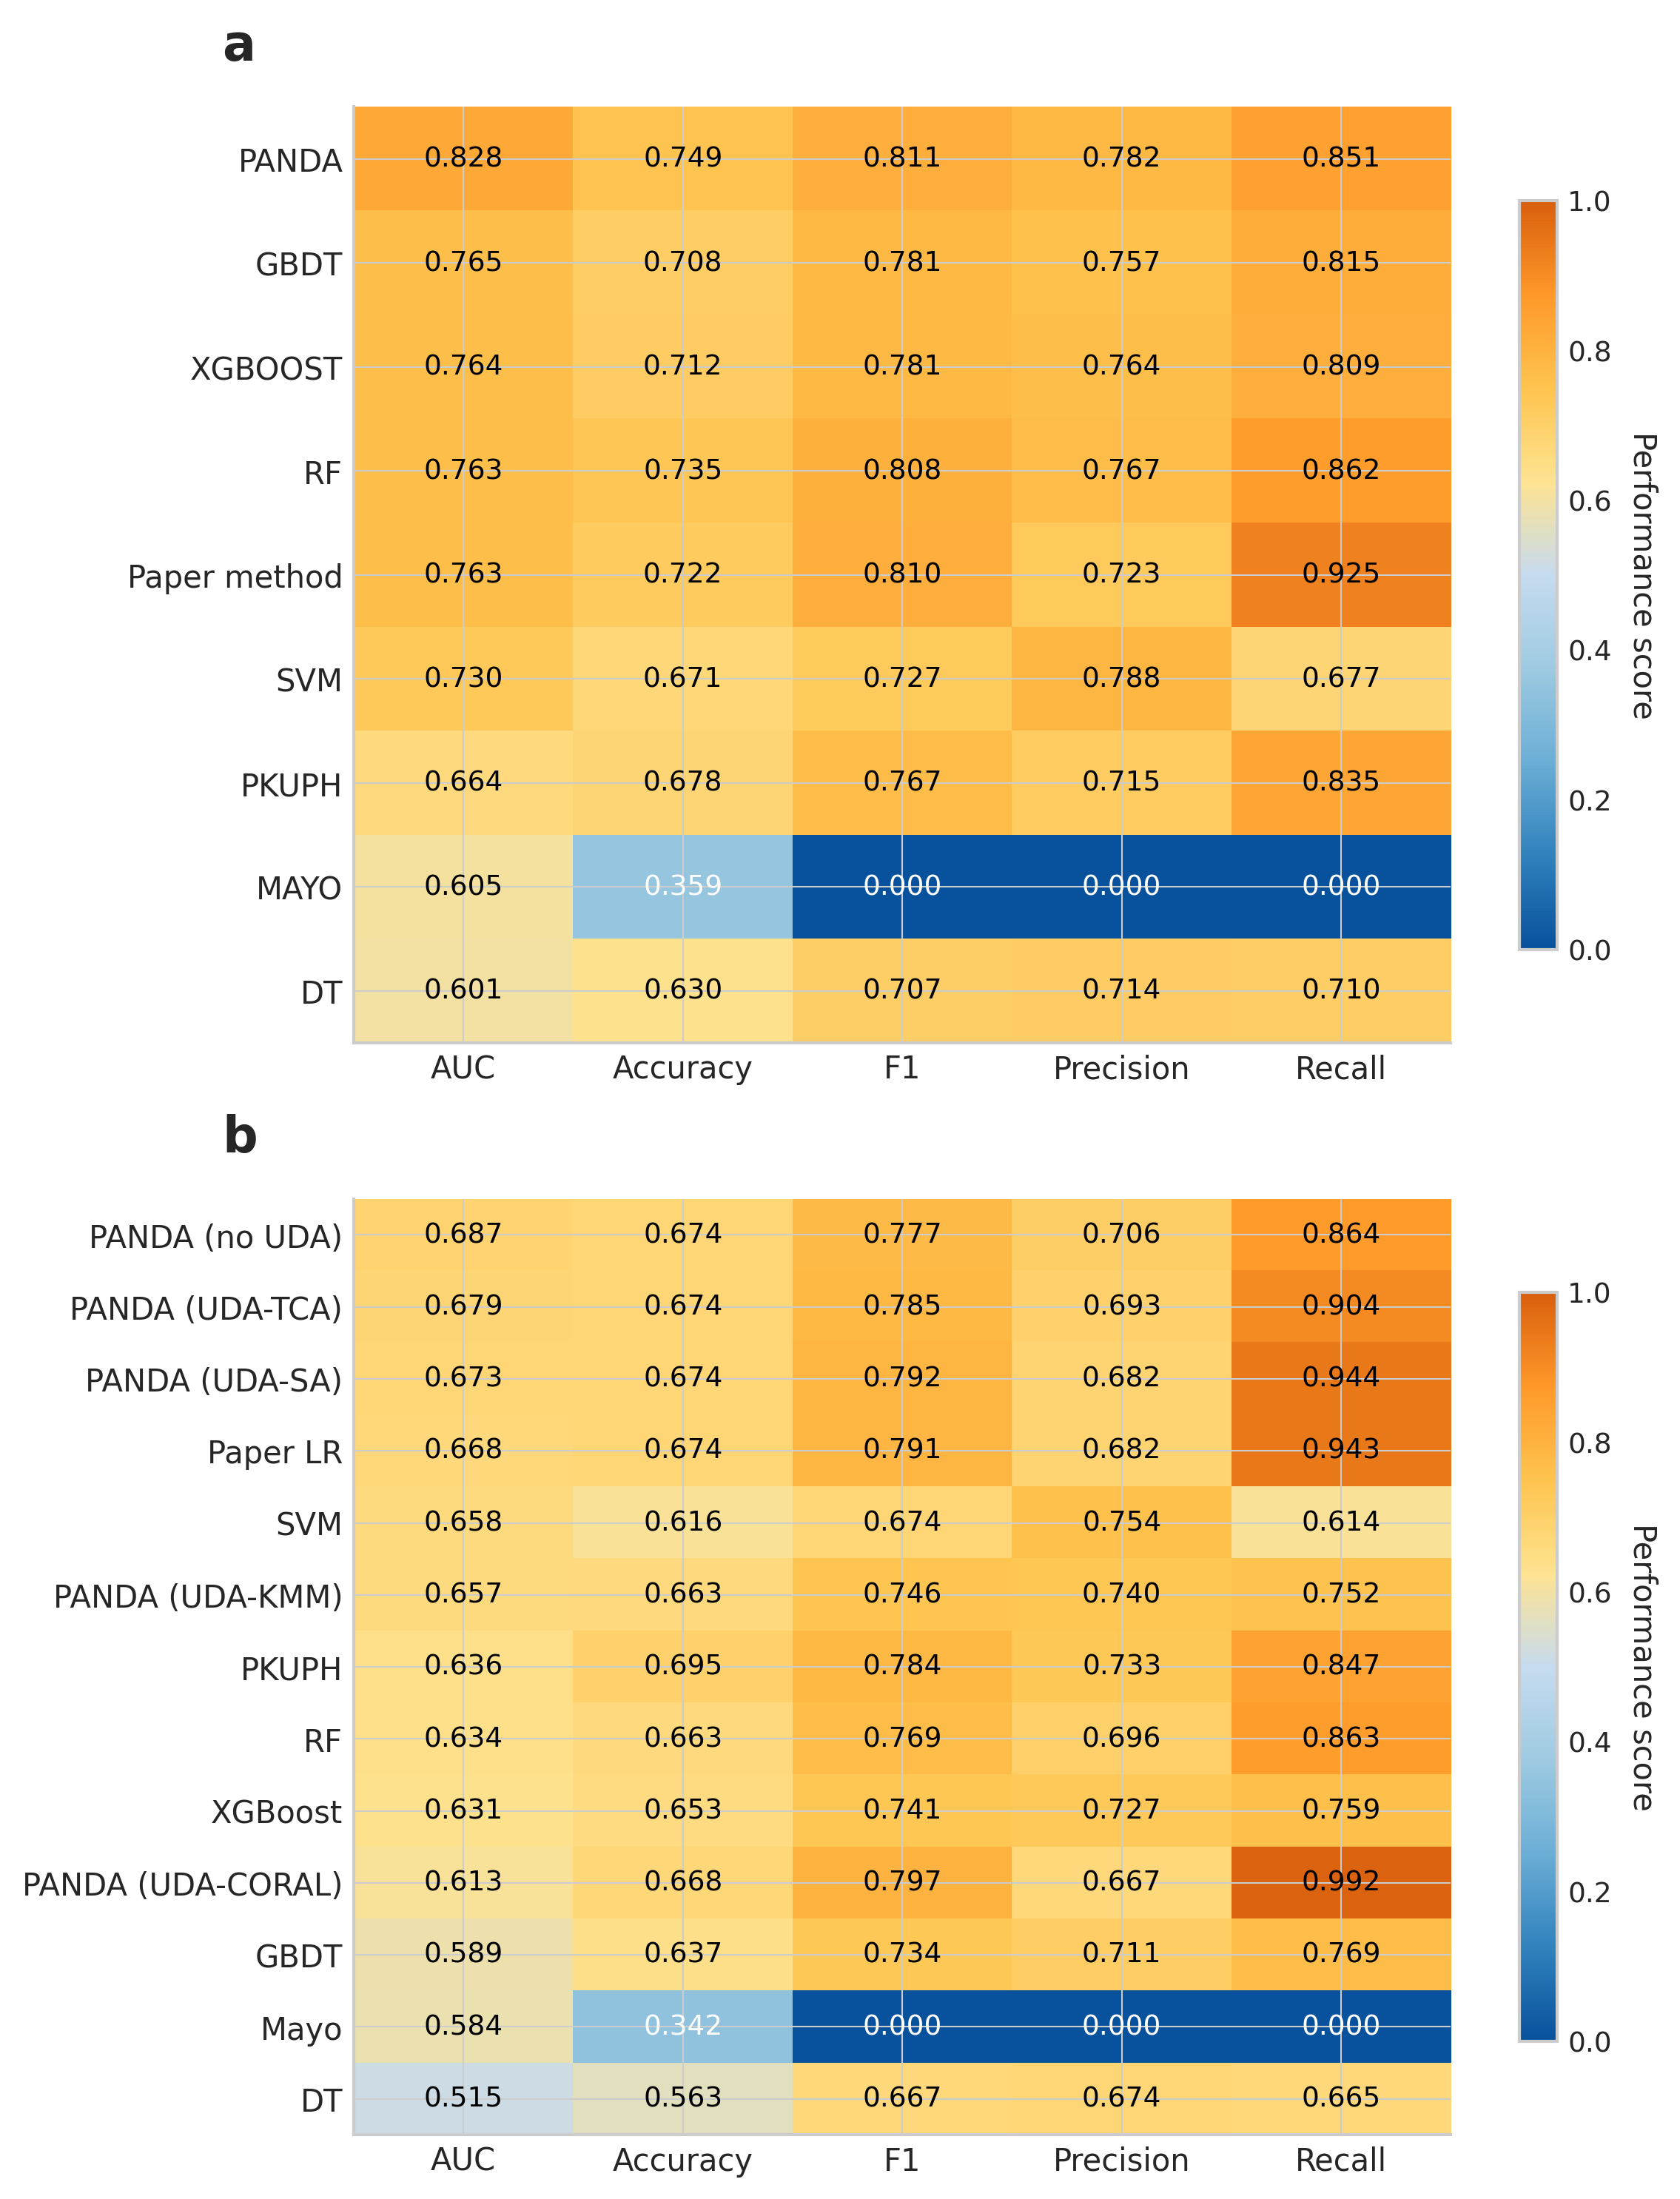 a
PANDA 0.828 0.749 0.811 0.782 0.851
GBDT 0.765 0.708 0.781 0.757 0.815
XGBOOST 0.764 0.712 0.781 0.764 0.809
RF 0.763 0.735 0.808 0.767 0.862
Paper method 0.763 0.722 0.810 0.723 0.925
SVM 0.730 0.671 0.727 0.788 0.677
PKUPH 0.664 0.678 0.767 0.715 0.835
MAYO 0.605 0.359 0.000 0.000 0.000
DT 0.601 0.630 0.707 0.714 0.710
AUC Accuracy F1 Precision Recall
1.0
0.8
0.6
0.4
0.2
0.0
Performance score
b
PANDA (no UDA) 0.687 0.674 0.777 0.706 0.864
PANDA (UDA-TCA) 0.679 0.674 0.785 0.693 0.904
PANDA (UDA-SA) 0.673 0.674 0.792 0.682 0.944
Paper LR 0.668 0.674 0.791 0.682 0.943
SVM 0.658 0.616 0.674 0.754 0.614
PANDA (UDA-KMM) 0.657 0.663 0.746 0.740 0.752
PKUPH 0.636 0.695 0.784 0.733 0.847
RF 0.634 0.663 0.769 0.696 0.863
XGBoost 0.631 0.653 0.741 0.727 0.759
PANDA (UDA-CORAL) 0.613 0.668 0.797 0.667 0.992
GBDT 0.589 0.637 0.734 0.711 0.769
Mayo 0.584 0.342 0.000 0.000 0.000
DT 0.515 0.563 0.667 0.674 0.665
AUC Accuracy F1 Precision Recall
1.0
0.8
0.6
0.4
0.2
0.0
Performance score